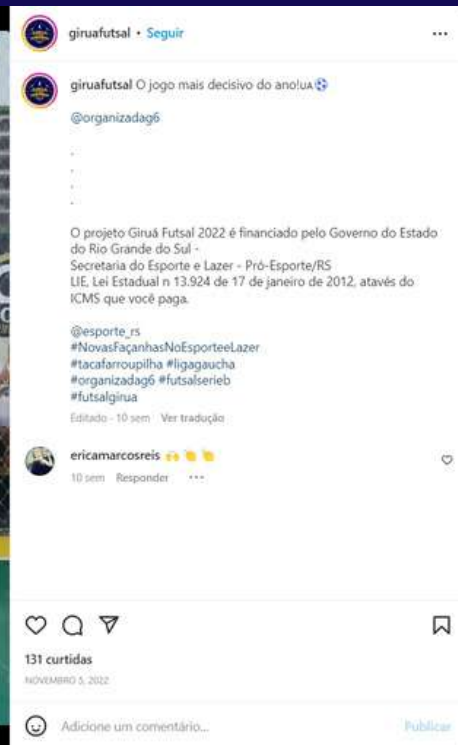 giruafutsal • Seguir
giruafutsal O jogo mais decisivo do ano!uᴀ
@organizadag6
.
.
.
.
O projeto Giruá Futsal 2022 é financiado pelo Governo do Estado
do Rio Grande do Sul -
Secretaria do Esporte e Lazer - Pró-Esporte/RS
LIE, Lei Estadual n 13.924 de 17 de janeiro de 2012, atavés do
ICMS que você paga.
@esporte_rs
#NovasFaçanhasNoEsporteeLazer
#tacafarroupilha #ligagaucha
#organizadag6 #futsalserieb
#futsalgirua
Editado · 10 sem Ver tradução
ericamarcosreis 🙌👏👏
10 sem Responder
131 curtidas
NOVEMBRO 5, 2022
Adicione um comentário... Publicar